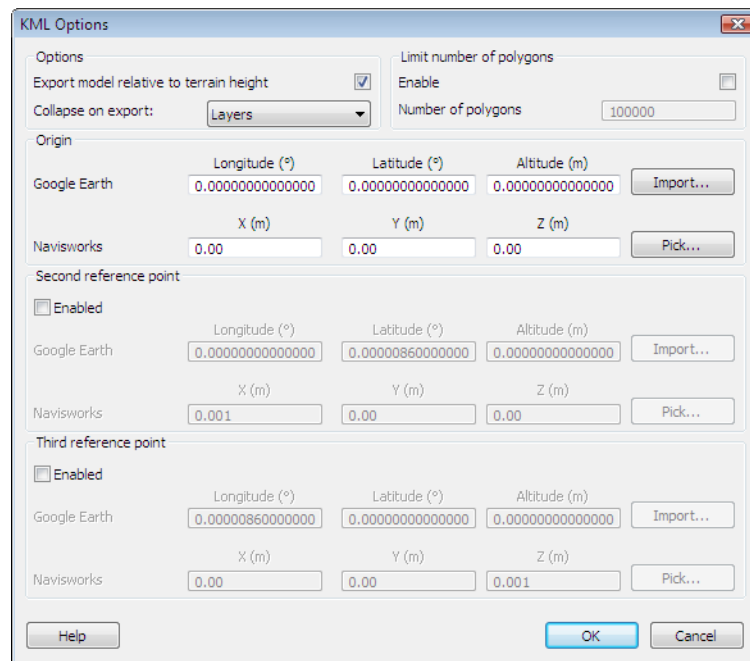 KML Options
Options
Export model relative to terrain height
Collapse on export: Layers
Limit number of polygons
Enable
Number of polygons 100000
Origin
Longitude (°) Latitude (°) Altitude (m)
Google Earth 0.00000000000000 0.00000000000000 0.00000000000000 Import...
X (m) Y (m) Z (m)
Navisworks 0.00 0.00 0.00 Pick...
Second reference point
Enabled
Longitude (°) Latitude (°) Altitude (m)
Google Earth 0.00000000000000 0.00000860000000 0.00000000000000 Import...
X (m) Y (m) Z (m)
Navisworks 0.001 0.00 0.00 Pick...
Third reference point
Enabled
Longitude (°) Latitude (°) Altitude (m)
Google Earth 0.00000860000000 0.00000000000000 0.00000000000000 Import...
X (m) Y (m) Z (m)
Navisworks 0.00 0.00 0.001 Pick...
Help OK Cancel